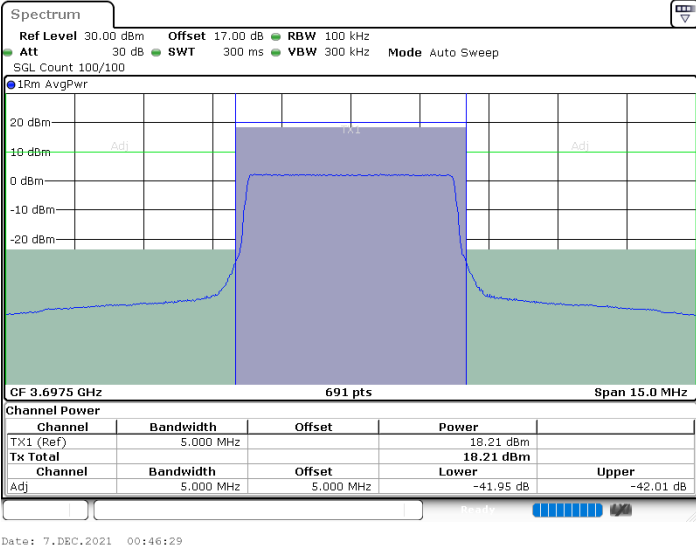 Spectrum
Ref Level 30.00 dBm Offset 17.00 dB RBW 100 kHz
Att 30 dB SWT 300 ms VBW 300 kHz Mode Auto Sweep
SGL Count 100/100
1Rm AvgPwr
20 dBm
TX1
Adj Adj
10 dBm
0 dBm
-10 dBm
-20 dBm
CF 3.6975 GHz 691 pts Span 15.0 MHz
Channel Power
Channel Bandwidth Offset Power
TX1 (Ref) 5.000 MHz 18.21 dBm
Tx Total 18.21 dBm
Channel Bandwidth Offset Lower Upper
Adj 5.000 MHz 5.000 MHz -41.95 dB -42.01 dB
Ready
Date: 7.DEC.2021 00:46:29